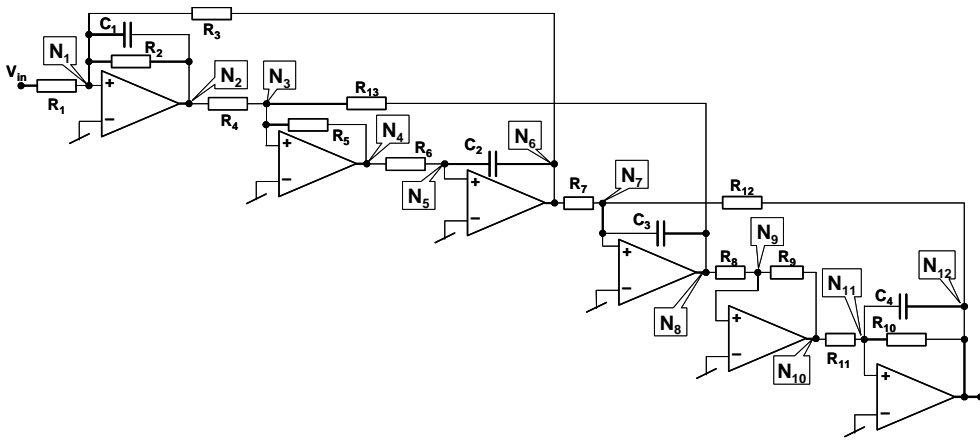 R₃
C₁
N₁
R₂
Vᵢₙ
R₁
+
−
N₂
N₃
R₁₃
R₄
R₅
N₄
+
−
R₆
C₂
N₆
N₅
+
−
R₇
N₇
R₁₂
C₃
+
−
N₈
R₈
N₉
R₉
+
−
N₁₀
N₁₁
R₁₁
C₄
R₁₀
N₁₂
+
−